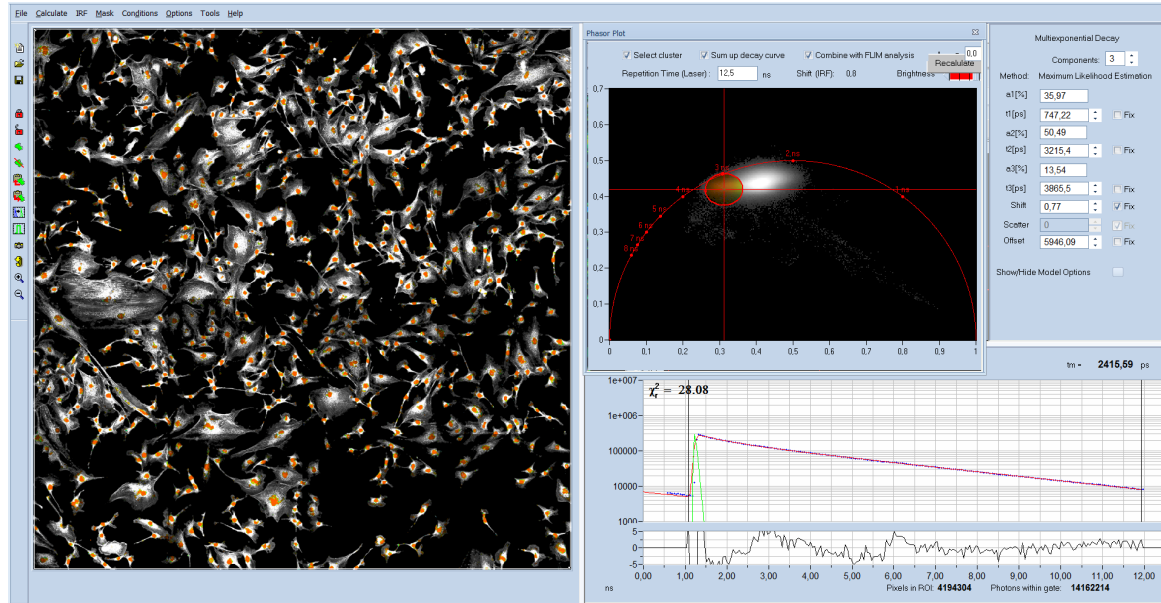 File Calculate IRF Mask Conditions Options Tools Help
Phasor Plot
Select cluster Sum up decay curve Combine with FLIM analysis 0,0
Recalulate
Repetition Time (Laser) : 12,5 ns Shift (IRF): 0,8 Brightness
0,7
0,6
0,5
0,4
0,3
0,2
0,1
0
0 0,1 0,2 0,3 0,4 0,5 0,6 0,7 0,8 0,9 1
1 ns
2 ns
3 ns
4 ns
5 ns
6 ns
7 ns
Multiexponential Decay
Components: 3
Method: Maximum Likelihood Estimation
a1[%] 35,97
t1[ps] 747,22 Fix
a2[%] 50,49
t2[ps] 3215,4 Fix
a3[%] 13,54
t3[ps] 3865,5 Fix
Shift 0,77 Fix
Scatter 0 Fix
Offset 5946,09 Fix
Show/Hide Model Options
tm = 2415,59 ps
χ²r = 28.08
1e+007
1e+006
100000
10000
1000
5
0
-5
0,00 1,00 2,00 3,00 4,00 5,00 6,00 7,00 8,00 9,00 10,00 11,00 12,00
ns Pixels in ROI: 4194304 Photons within gate: 14162214